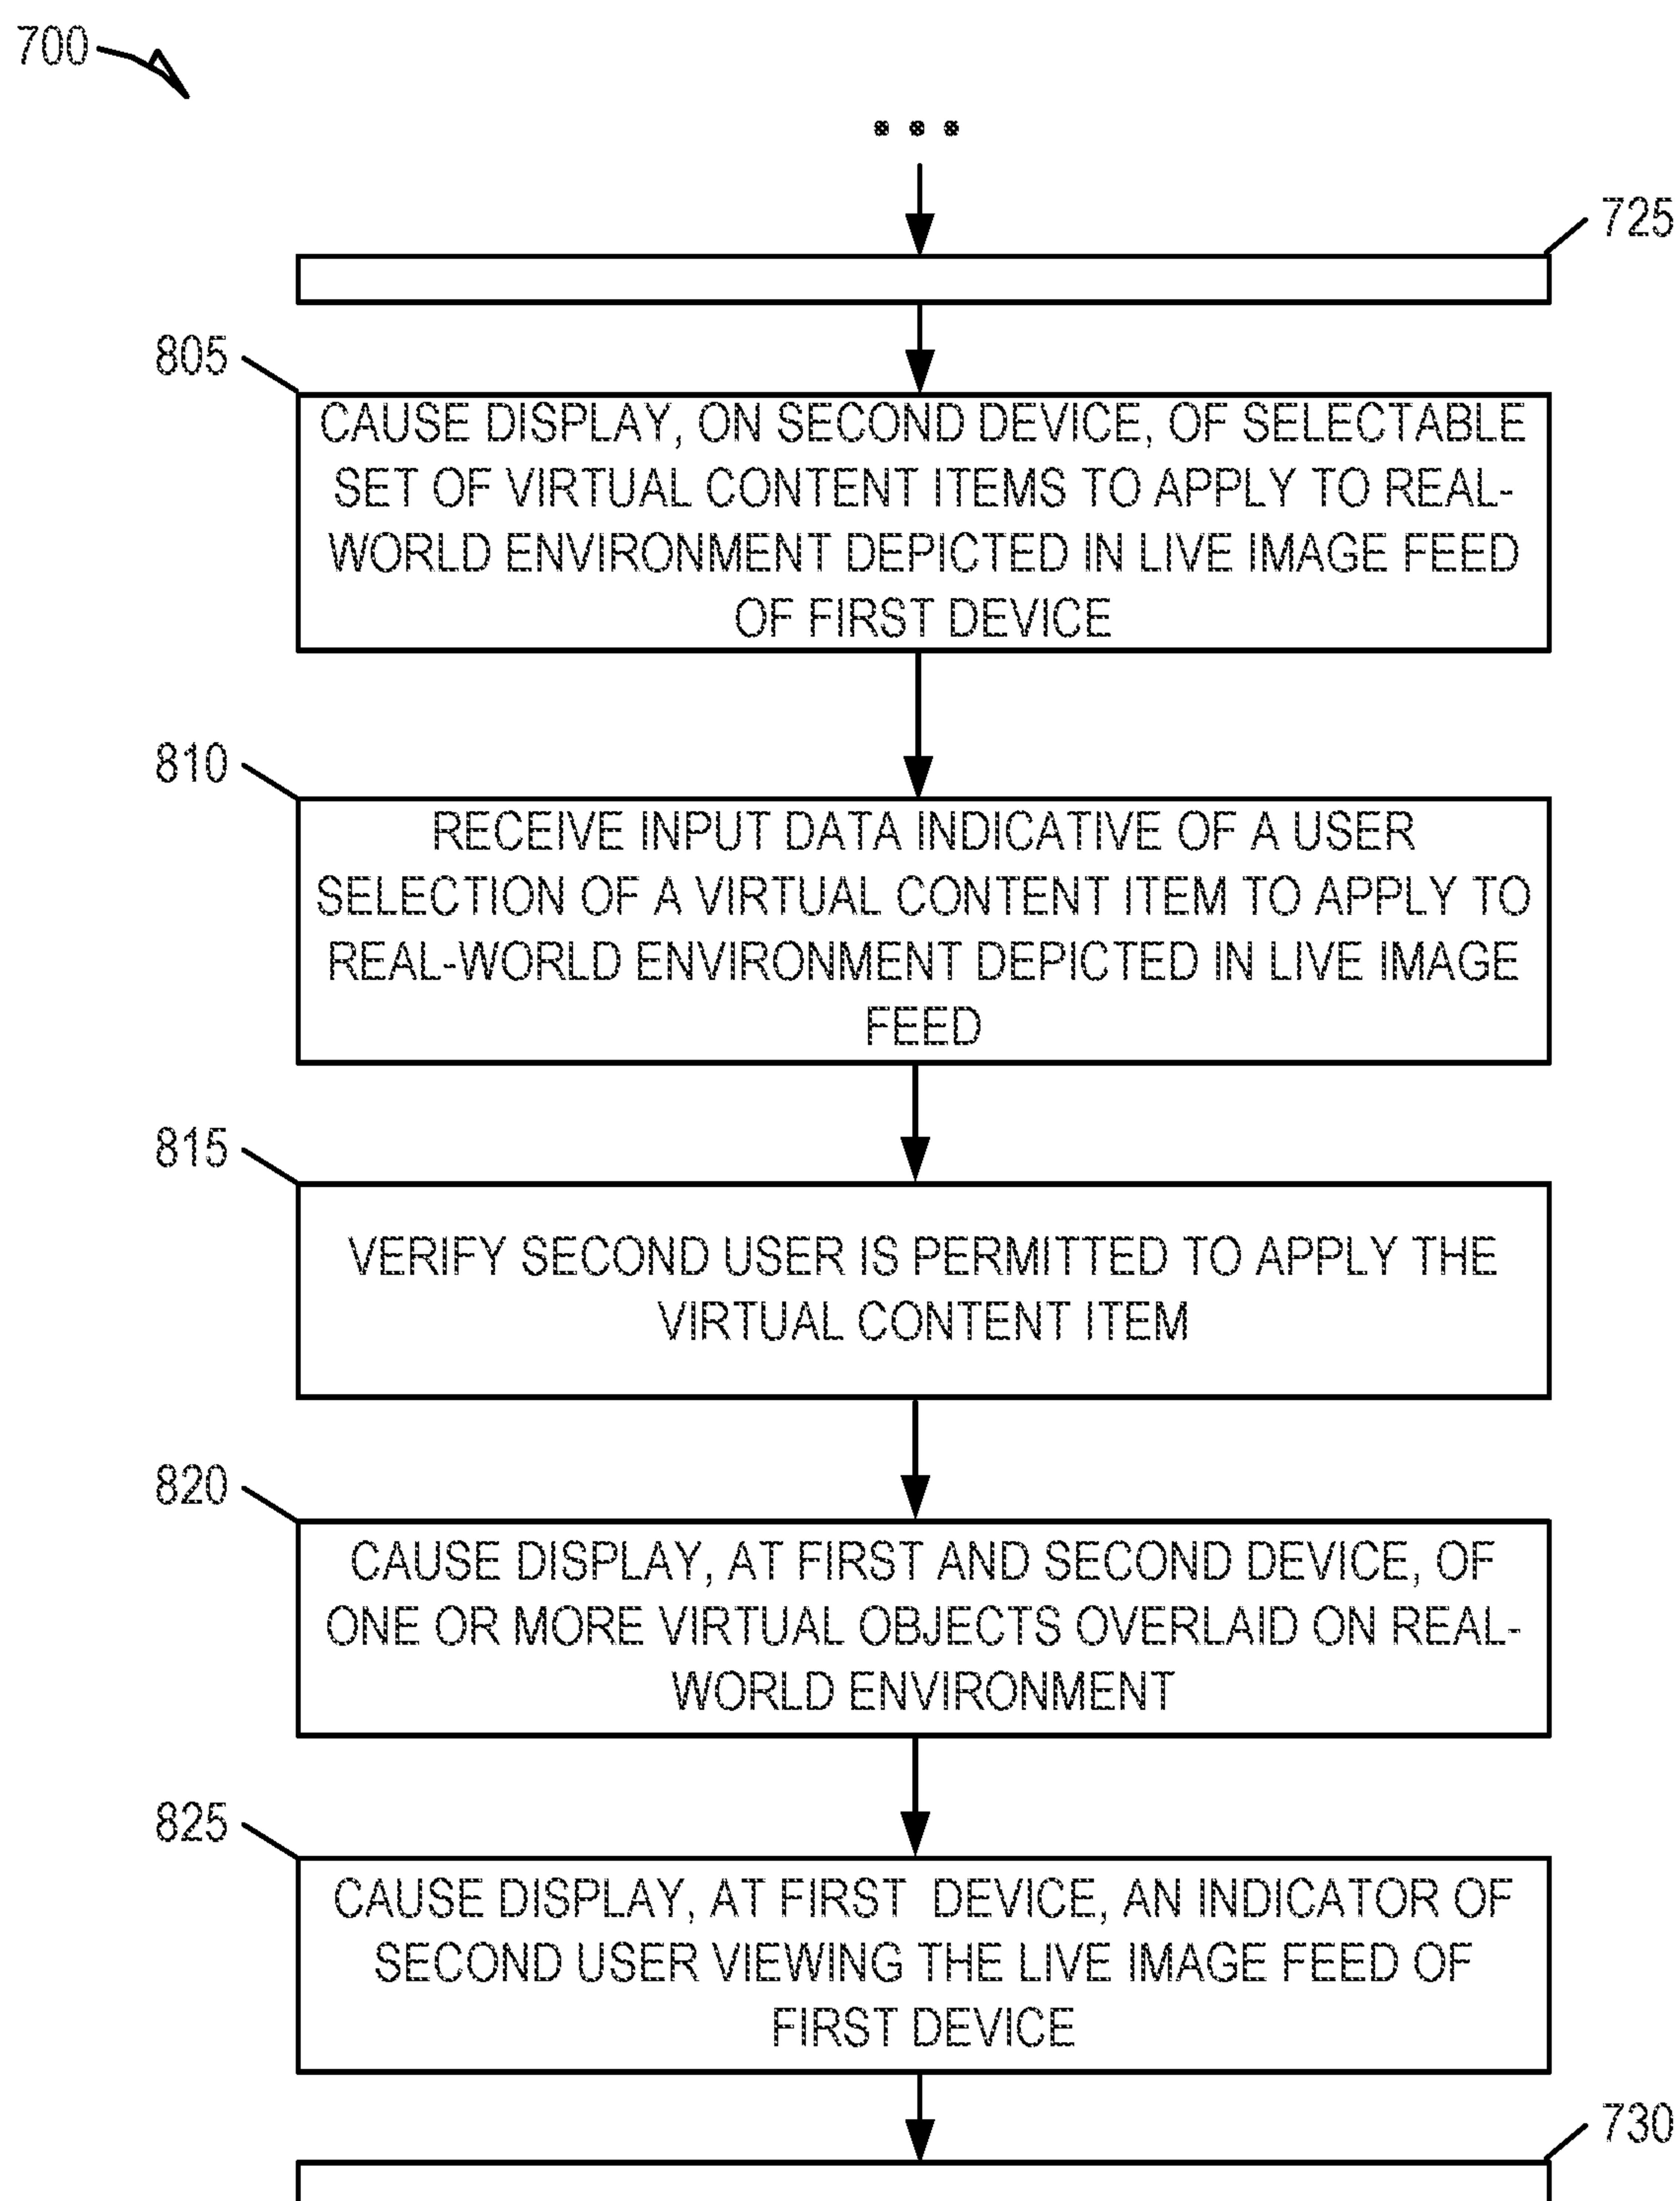 700
...
725
805
CAUSE DISPLAY, ON SECOND DEVICE, OF SELECTABLE
SET OF VIRTUAL CONTENT ITEMS TO APPLY TO REAL-
WORLD ENVIRONMENT DEPICTED IN LIVE IMAGE FEED
OF FIRST DEVICE
810
RECEIVE INPUT DATA INDICATIVE OF A USER
SELECTION OF A VIRTUAL CONTENT ITEM TO APPLY TO
REAL-WORLD ENVIRONMENT DEPICTED IN LIVE IMAGE
FEED
815
VERIFY SECOND USER IS PERMITTED TO APPLY THE
VIRTUAL CONTENT ITEM
820
CAUSE DISPLAY, AT FIRST AND SECOND DEVICE, OF
ONE OR MORE VIRTUAL OBJECTS OVERLAID ON REAL-
WORLD ENVIRONMENT
825
CAUSE DISPLAY, AT FIRST DEVICE, AN INDICATOR OF
SECOND USER VIEWING THE LIVE IMAGE FEED OF
FIRST DEVICE
730